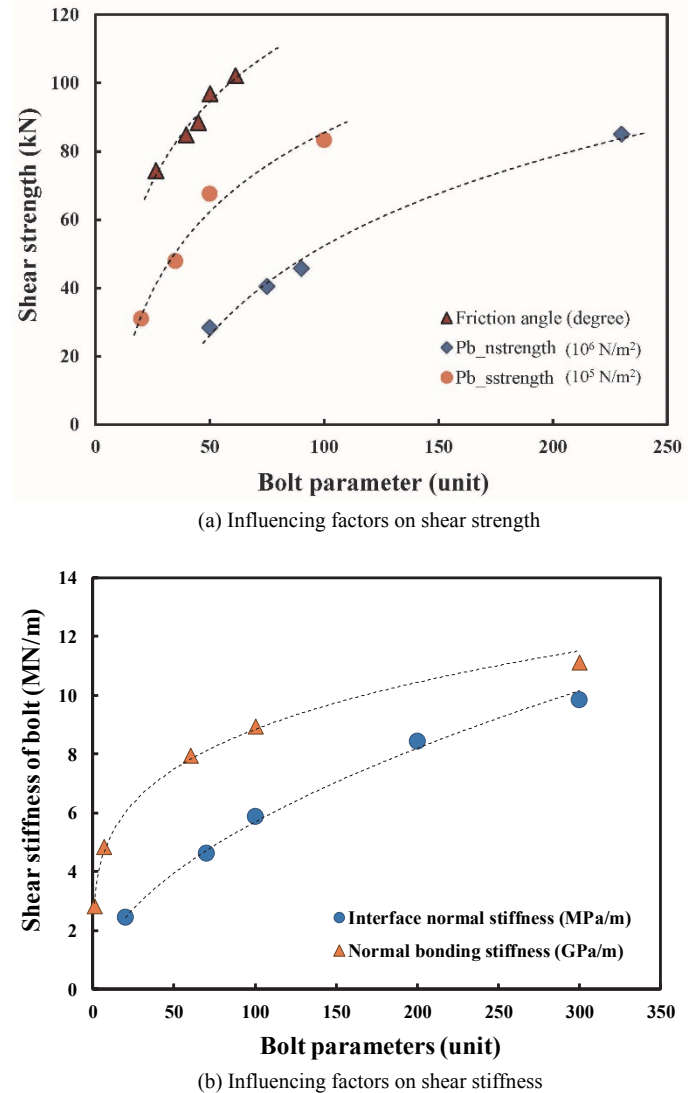 120
100
80
60
40
20
0
Shear strength (kN)
Friction angle (degree)
Pb_nstrength (10⁶ N/m²)
Pb_sstrength (10⁵ N/m²)
0 50 100 150 200 250
Bolt parameter (unit)
(a) Influencing factors on shear strength
14
12
10
8
6
4
2
0
Shear stiffness of bolt (MN/m)
Interface normal stiffness (MPa/m)
Normal bonding stiffness (GPa/m)
0 50 100 150 200 250 300 350
Bolt parameters (unit)
(b) Influencing factors on shear stiffness